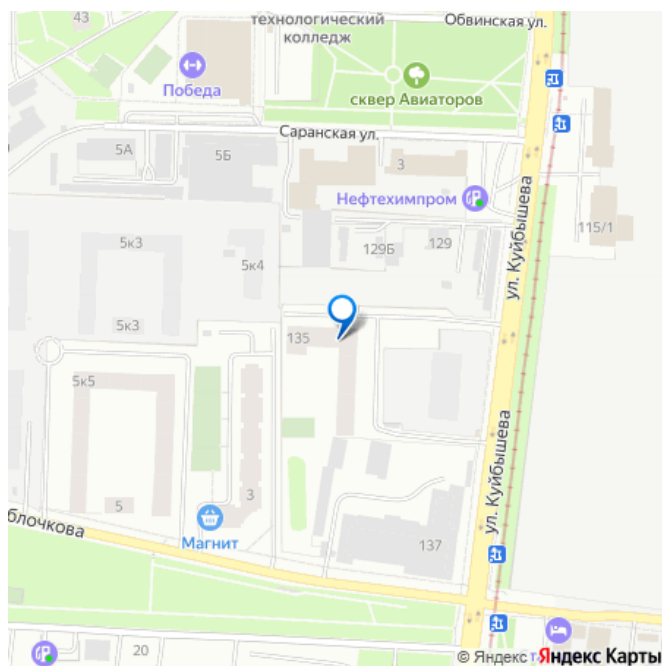 43
технологический
колледж
Обвинская ул.
Победа
сквер Авиаторов
Саранская ул.
5А
5Б
3
Нефтехимпром
5к3
5к4
129Б
129
115/1
ул. Куйбышева
5к3
135
5к5
ул. Куйбышева
5
3
блочкова
Магнит
137
20
© Яндекс
Яндекс Карты